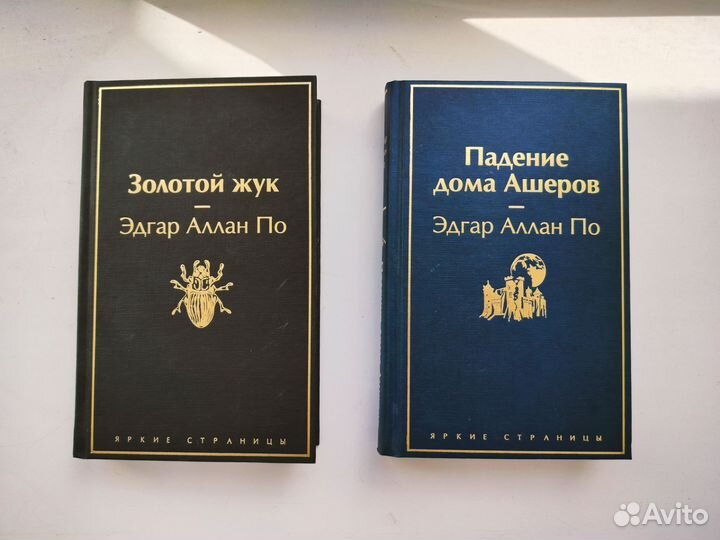 Золотой жук
Эдгар Аллан По
ЯРКИЕ СТРАНИЦЫ
Падение
дома Ашеров
Эдгар Аллан По
ЯРКИЕ СТРАНИЦЫ
Avito